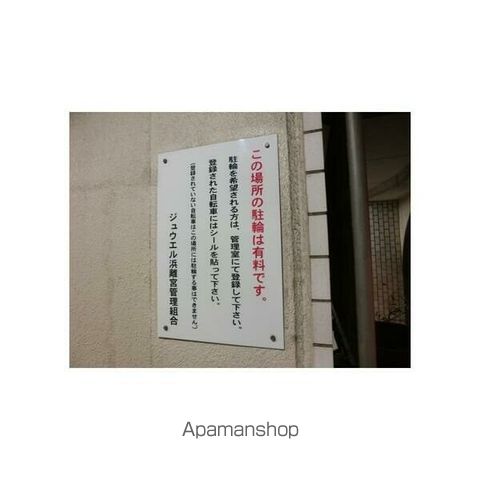 この場所の駐輪は有料です。
駐輪を希望される方は、管理室にて登録して下さい。
登録された自転車にはシールを貼って下さい。
(登録されていない自転車はこの場所には駐輪する事はできません。)
ジュウエル浜離宮管理組合
Apamanshop